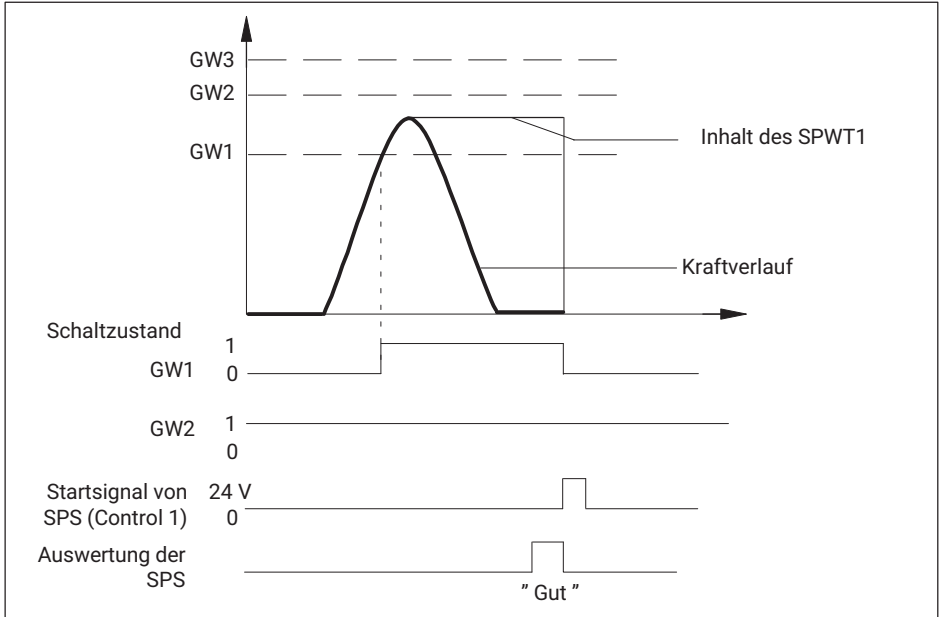 GW3
GW2
GW1
Inhalt des SPWT1
Kraftverlauf
Schaltzustand
1
GW1 0
GW2 1
0
Startsignal von 24 V
SPS (Control 1) 0
Auswertung der
SPS
” Gut ”